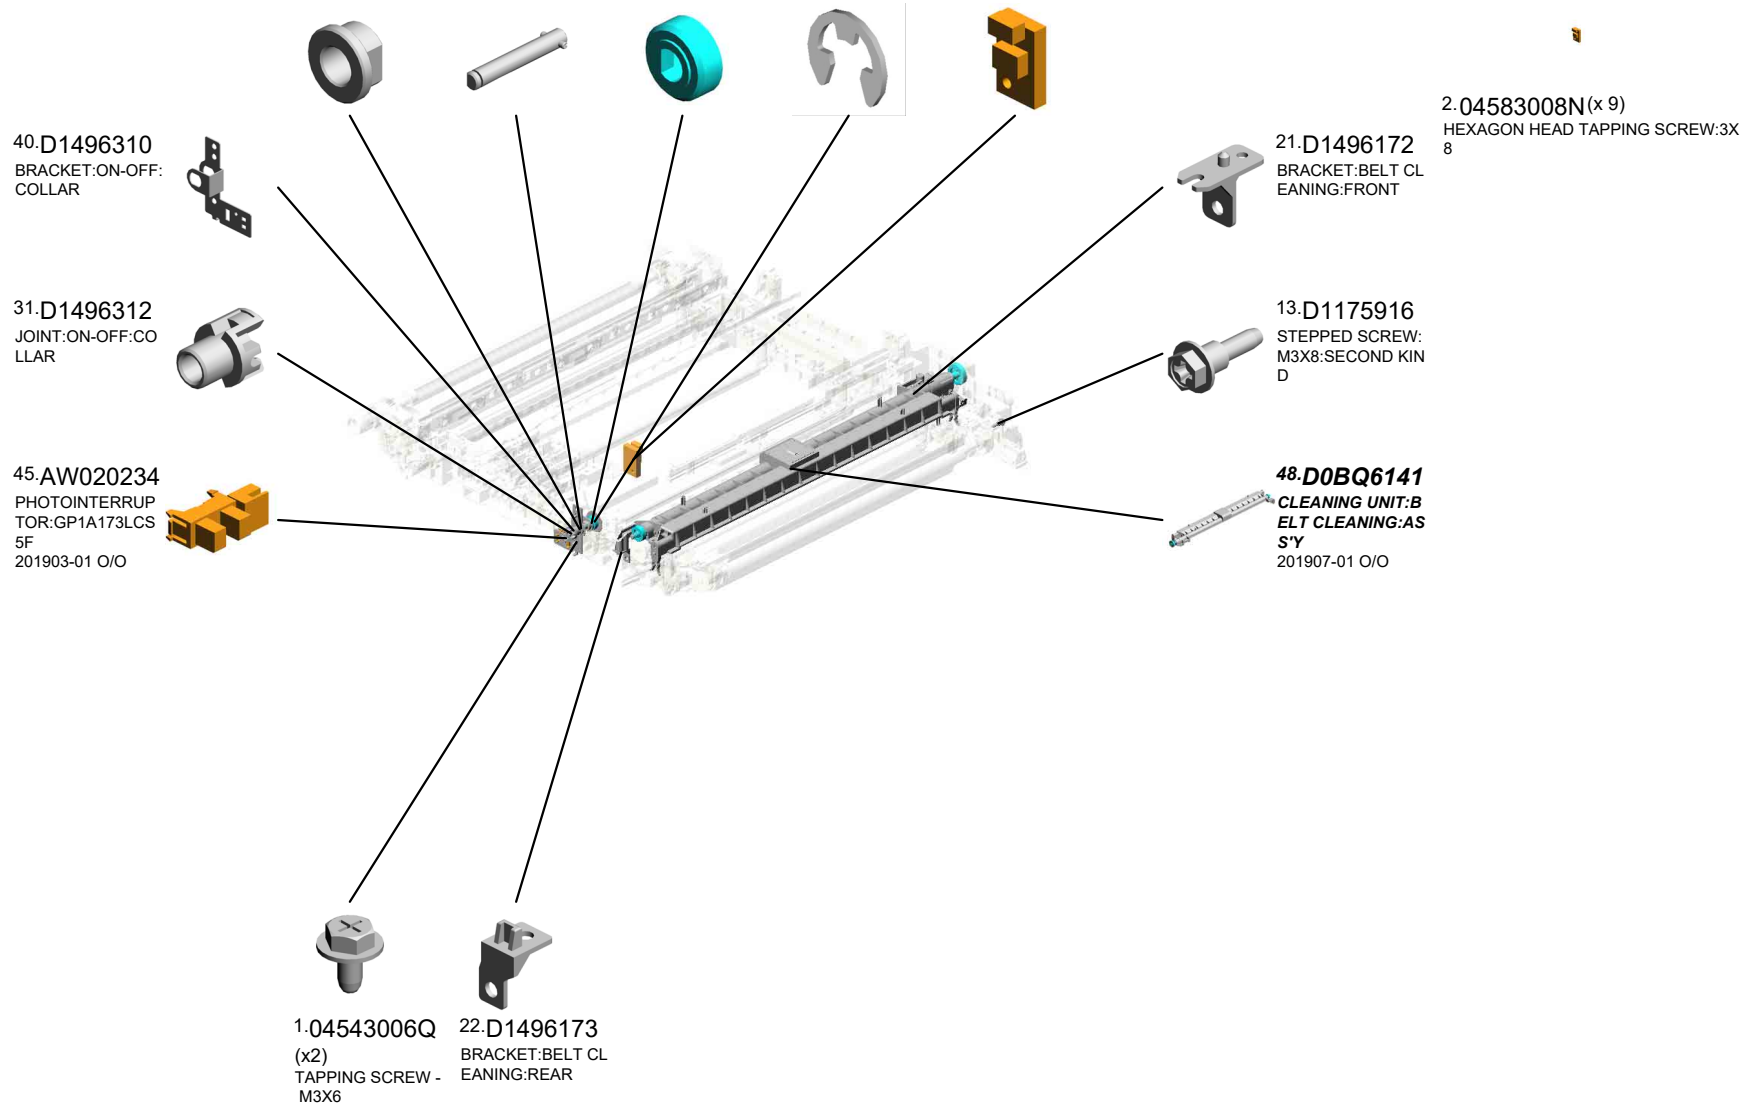 40.D1496310
BRACKET:ON-OFF:
COLLAR
31.D1496312
JOINT:ON-OFF:CO
LLAR
45.AW020234
PHOTOINTERRUP
TOR:GP1A173LCS
5F
201903-01 O/O
2.04583008N(x 9)
HEXAGON HEAD TAPPING SCREW:3X
8
21.D1496172
BRACKET:BELT CL
EANING:FRONT
13.D1175916
STEPPED SCREW:
M3X8:SECOND KIN
D
48.D0BQ6141
CLEANING UNIT:B
ELT CLEANING:AS
S'Y
201907-01 O/O
1.04543006Q
(x2)
TAPPING SCREW -
M3X6
22.D1496173
BRACKET:BELT CL
EANING:REAR